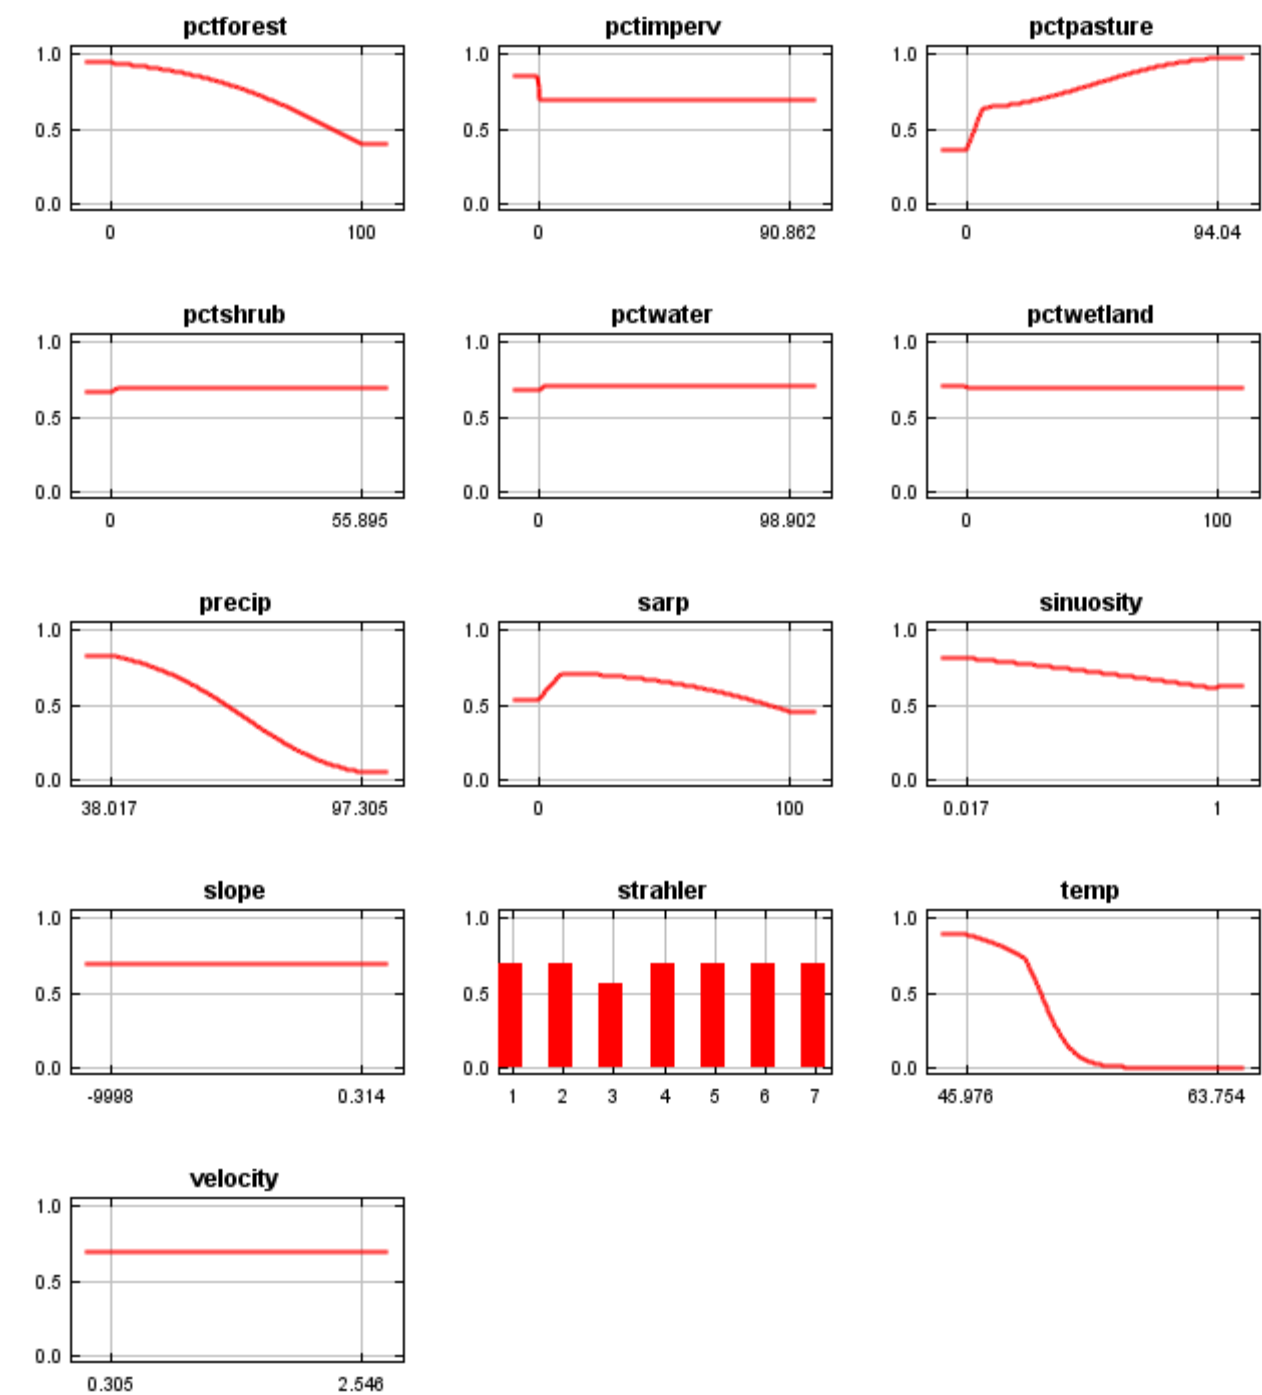 pctforest pctimperv pctpasture
1.0 1.0 1.0
0.5 0.5 0.5
0.0 0.0 0.0
0 100 0 90.862 0 94.04
pctshrub pctwater pctwetland
1.0 1.0 1.0
0.5 0.5 0.5
0.0 0.0 0.0
0 55.895 0 98.902 0 100
precip sarp sinuosity
1.0 1.0 1.0
0.5 0.5 0.5
0.0 0.0 0.0
38.017 97.305 0 100 0.017 1
slope strahler temp
1.0 1.0 1.0
0.5 0.5 0.5
0.0 0.0 0.0
-9998 0.314 1 2 3 4 5 6 7 45.976 63.754
velocity
1.0
0.5
0.0
0.305 2.546